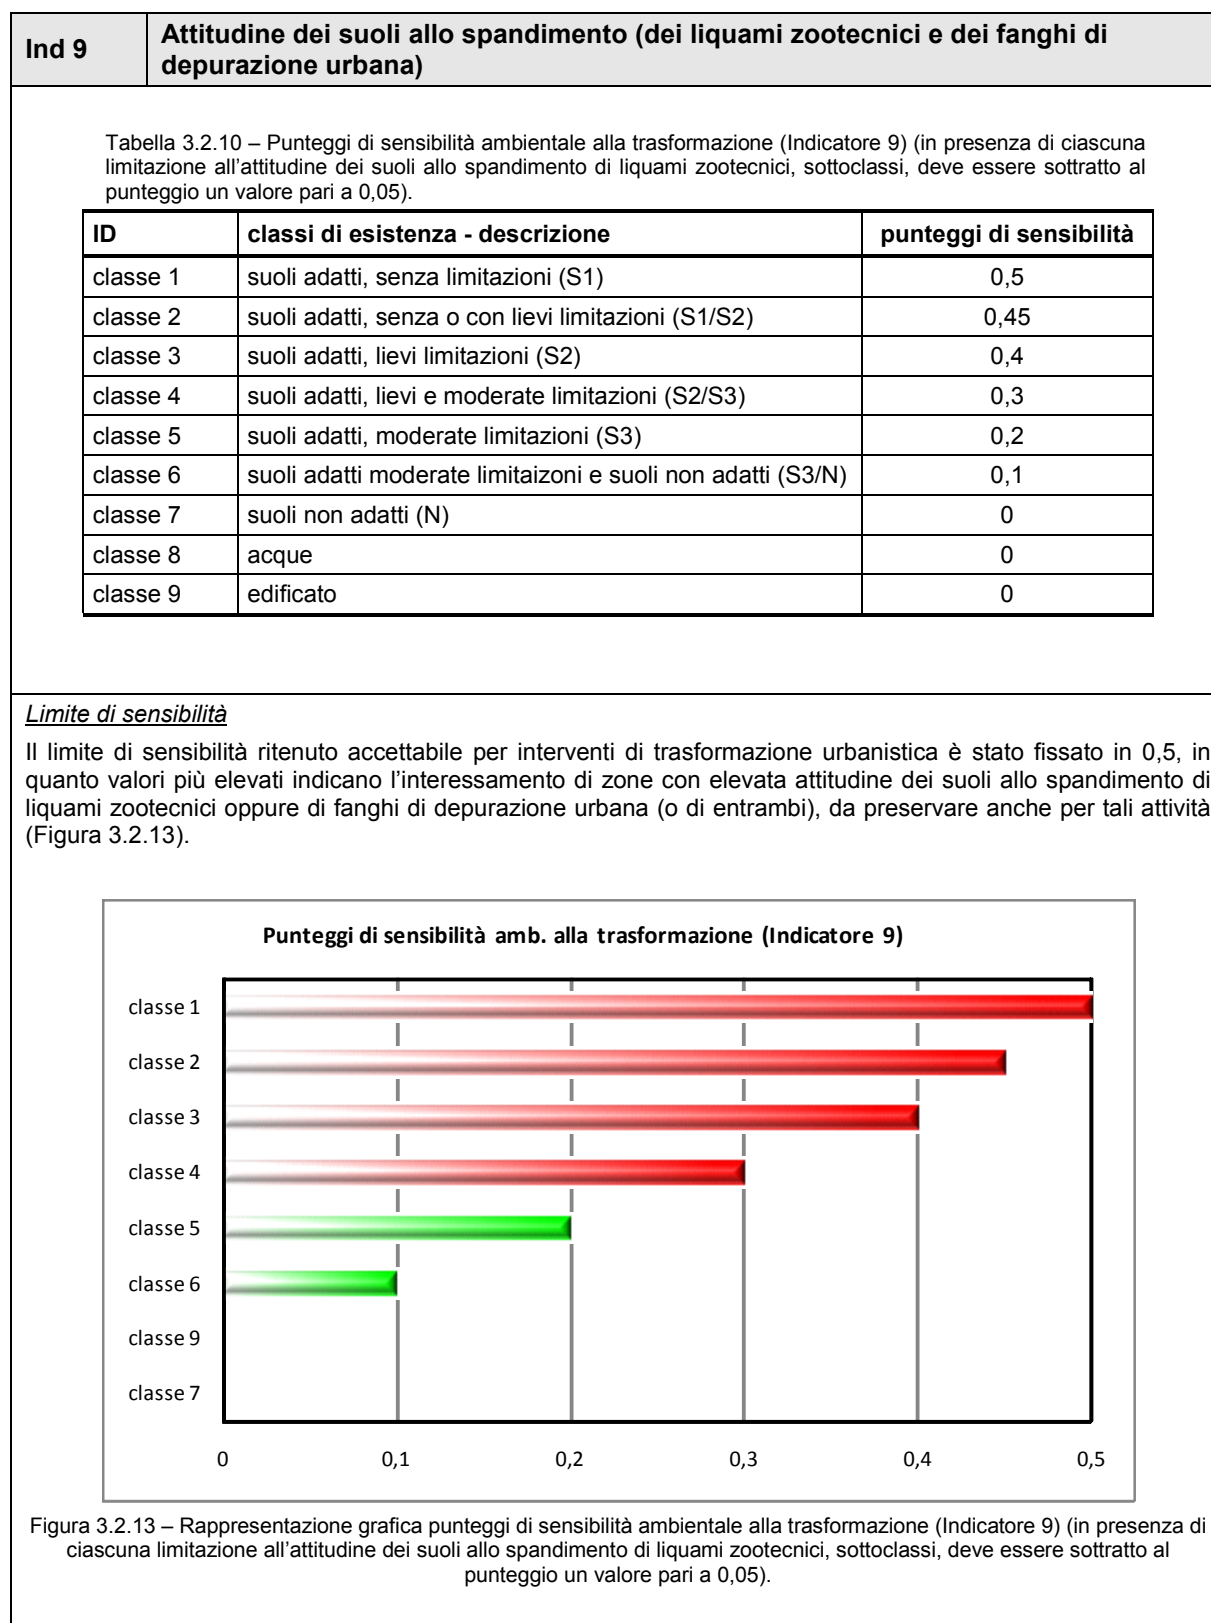 Ind 9
Attitudine dei suoli allo spandimento (dei liquami zootecnici e dei fanghi di
depurazione urbana)
Tabella 3.2.10 – Punteggi di sensibilità ambientale alla trasformazione (Indicatore 9) (in presenza di ciascuna
limitazione all’attitudine dei suoli allo spandimento di liquami zootecnici, sottoclassi, deve essere sottratto al
punteggio un valore pari a 0,05).
ID classi di esistenza - descrizione punteggi di sensibilità
classe 1 suoli adatti, senza limitazioni (S1) 0,5
classe 2 suoli adatti, senza o con lievi limitazioni (S1/S2) 0,45
classe 3 suoli adatti, lievi limitazioni (S2) 0,4
classe 4 suoli adatti, lievi e moderate limitazioni (S2/S3) 0,3
classe 5 suoli adatti, moderate limitazioni (S3) 0,2
classe 6 suoli adatti moderate limitaizoni e suoli non adatti (S3/N) 0,1
classe 7 suoli non adatti (N) 0
classe 8 acque 0
classe 9 edificato 0
Limite di sensibilità
Il limite di sensibilità ritenuto accettabile per interventi di trasformazione urbanistica è stato fissato in 0,5, in
quanto valori più elevati indicano l’interessamento di zone con elevata attitudine dei suoli allo spandimento di
liquami zootecnici oppure di fanghi di depurazione urbana (o di entrambi), da preservare anche per tali attività
(Figura 3.2.13).
Punteggi di sensibilità amb. alla trasformazione (Indicatore 9)
classe 1
classe 2
classe 3
classe 4
classe 5
classe 6
classe 9
classe 7
0 0,1 0,2 0,3 0,4 0,5
Figura 3.2.13 – Rappresentazione grafica punteggi di sensibilità ambientale alla trasformazione (Indicatore 9) (in presenza di
ciascuna limitazione all’attitudine dei suoli allo spandimento di liquami zootecnici, sottoclassi, deve essere sottratto al
punteggio un valore pari a 0,05).